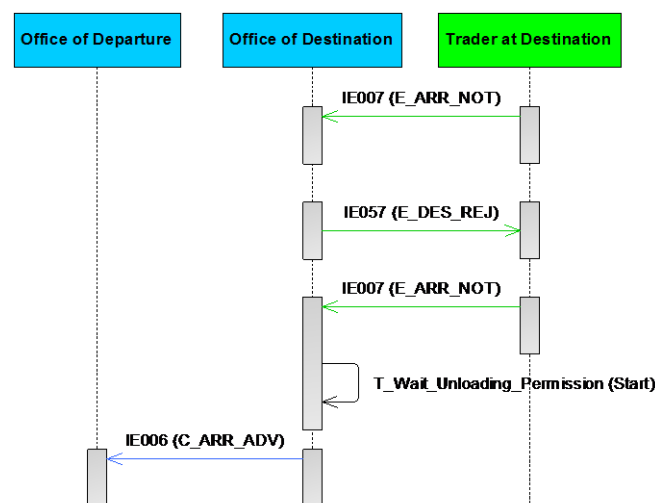 Office of Departure
Office of Destination
Trader at Destination
IE007 (E_ARR_NOT)
IE057 (E_DES_REJ)
IE007 (E_ARR_NOT)
T_Wait_Unloading_Permission (Start)
IE006 (C_ARR_ADV)